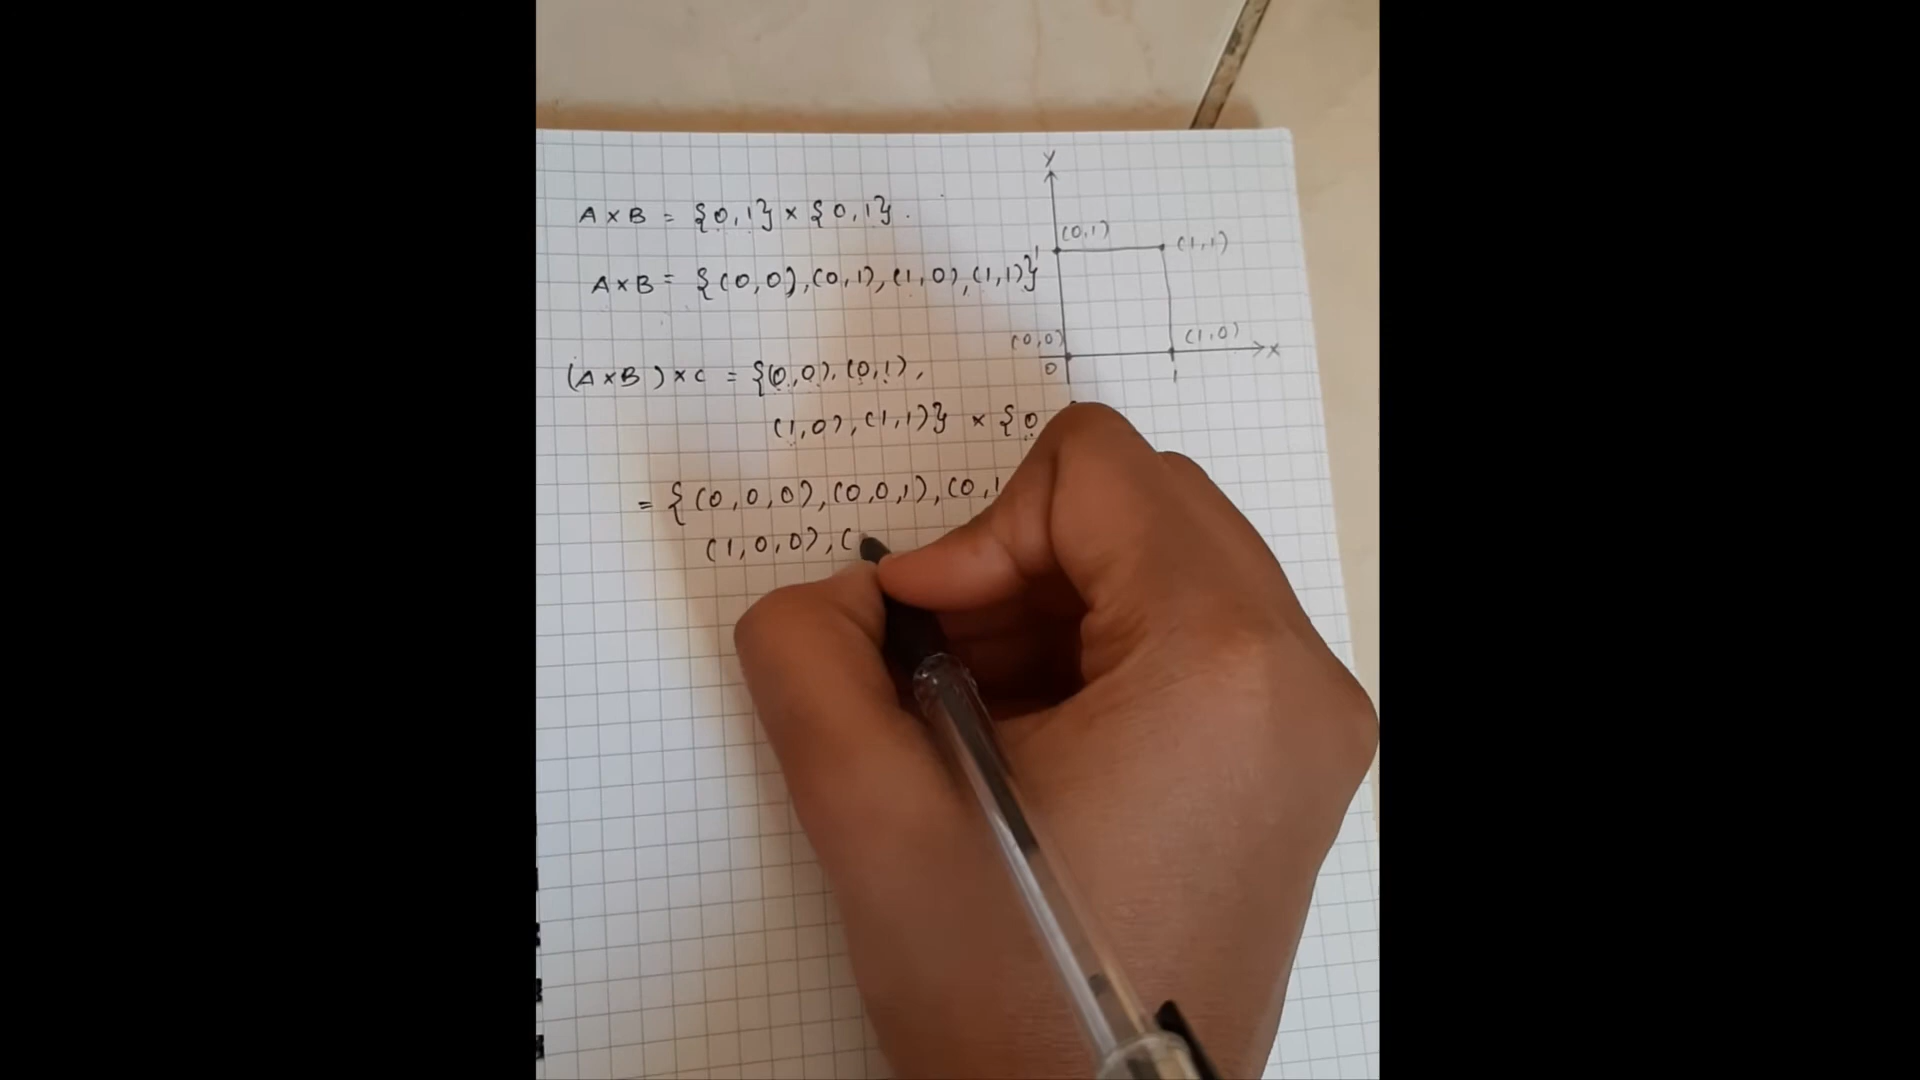 A × B = {0,1} × {0,1}.
A × B = {(0,0),(0,1),(1,0),(1,1)}
(A × B) × C = {(0,0),(0,1),
(1,0),(1,1)} × {0
= {(0,0,0),(0,0,1),(0,1
(1,0,0),(
Y
(0,1)
(1,1)
1
(0,0)
(1,0)
X
0
1